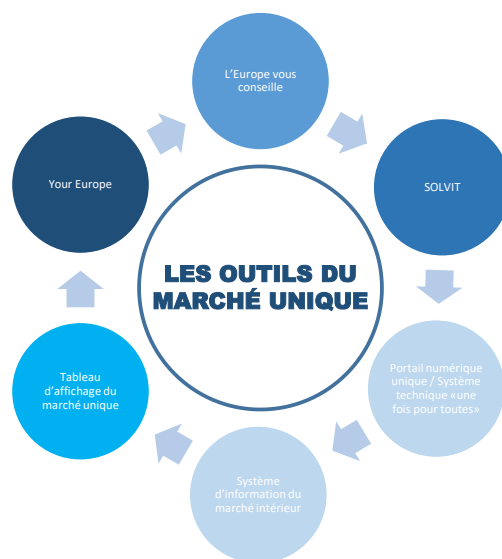 L'Europe vous
conseille
SOLVIT
Portail numérique
unique / Système
technique «une
fois pour toutes»
Système
d'information du
marché intérieur
Tableau
d'affichage du
marché unique
Your Europe
LES OUTILS DU
MARCHÉ UNIQUE